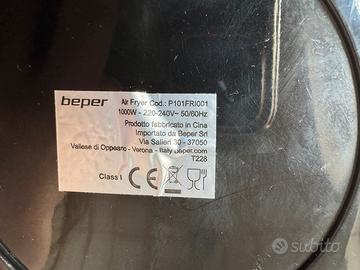 beper
Air Fryer Cod.: P101FRI001
1000W - 220-240V~ 50/60Hz
Prodotto fabbricato in Cina
Importato da Beper Srl
Via Salieri 30 - 37050
Vallese di Oppeano - Verona - Italy beper.com
T228
Class I
CE
subito